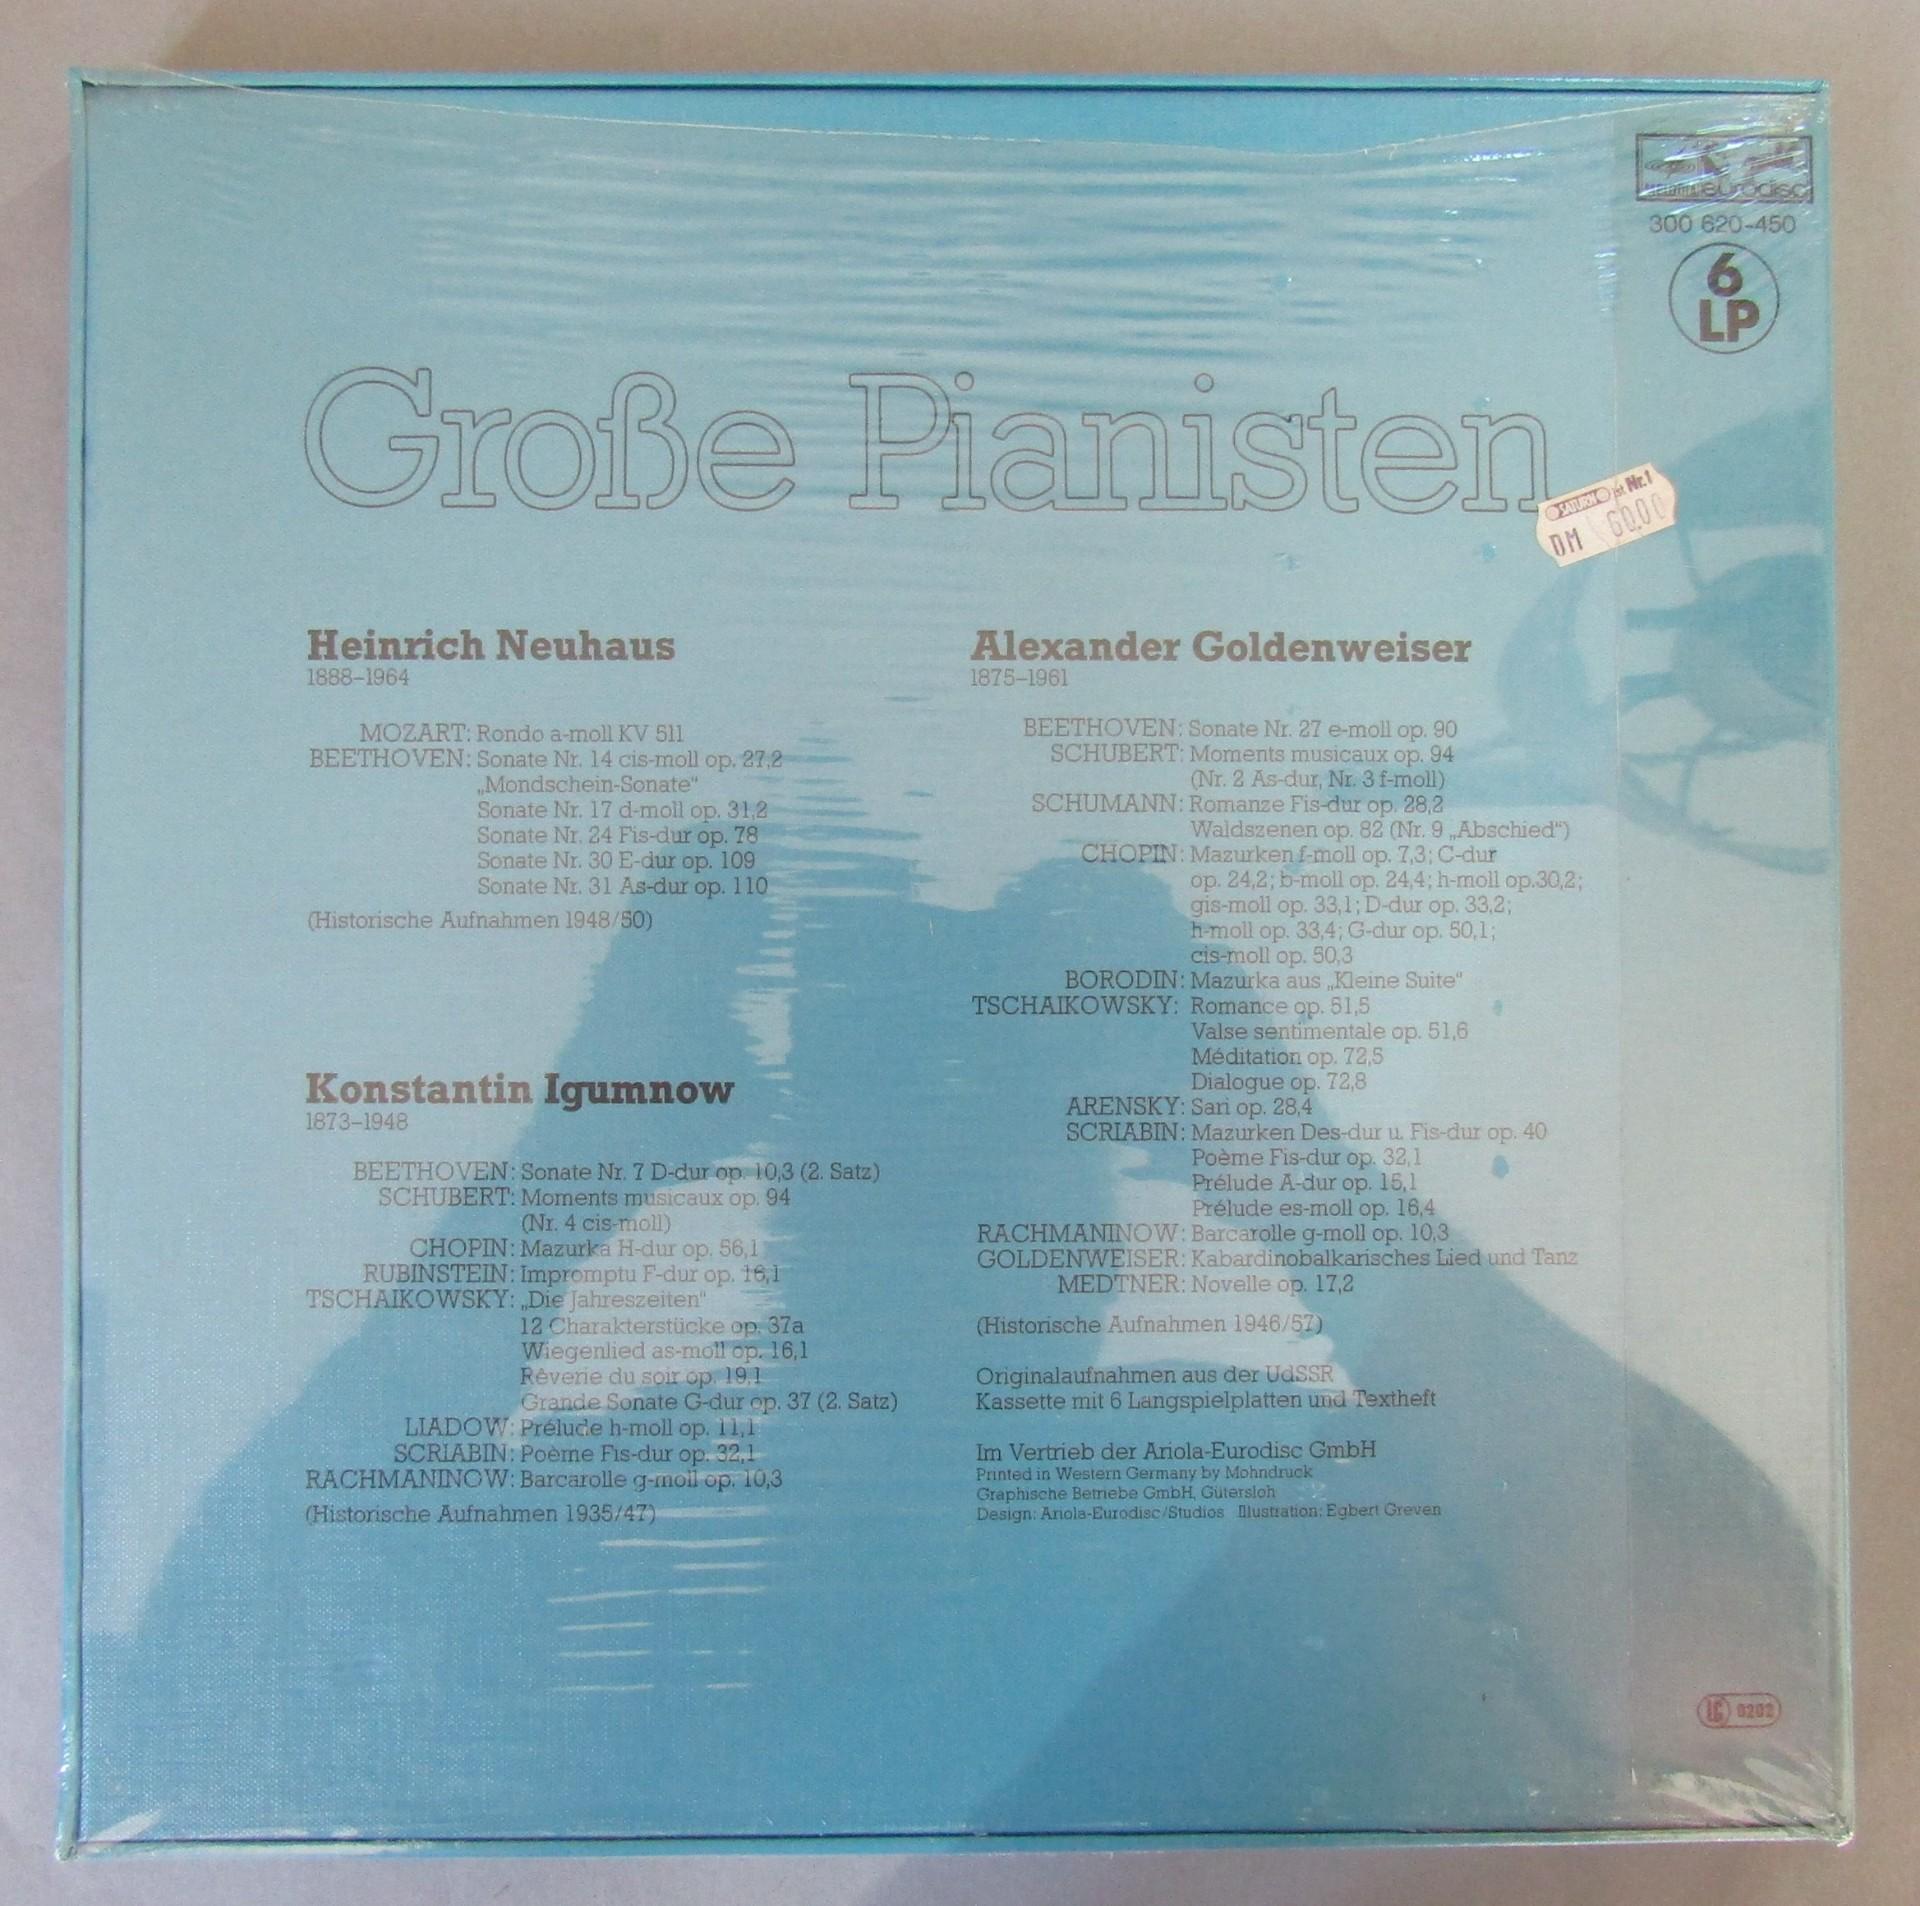 eurodisc
300 620-450
6
LP
Große Pianisten
SATURN ist Nr.1
DM 60.00
Heinrich Neuhaus
1888–1964
MOZART: Rondo a-moll KV 511
BEETHOVEN: Sonate Nr. 14 cis-moll op. 27,2
„Mondschein-Sonate“
Sonate Nr. 17 d-moll op. 31,2
Sonate Nr. 24 Fis-dur op. 78
Sonate Nr. 30 E-dur op. 109
Sonate Nr. 31 As-dur op. 110
(Historische Aufnahmen 1948/50)
Konstantin Igumnow
1873–1948
BEETHOVEN: Sonate Nr. 7 D-dur op. 10,3 (2. Satz)
SCHUBERT: Moments musicaux op. 94
(Nr. 4 cis-moll)
CHOPIN: Mazurka H-dur op. 56,1
RUBINSTEIN: Impromptu F-dur op. 16,1
TSCHAIKOWSKY: „Die Jahreszeiten“
12 Charakterstücke op. 37a
Wiegenlied as-moll op. 16,1
Rêverie du soir op. 19,1
Grande Sonate G-dur op. 37 (2. Satz)
LIADOW: Prélude h-moll op. 11,1
SCRIABIN: Poème Fis-dur op. 32,1
RACHMANINOW: Barcarolle g-moll op. 10,3
(Historische Aufnahmen 1935/47)
Alexander Goldenweiser
1875–1961
BEETHOVEN: Sonate Nr. 27 e-moll op. 90
SCHUBERT: Moments musicaux op. 94
(Nr. 2 As-dur, Nr. 3 f-moll)
SCHUMANN: Romanze Fis-dur op. 28,2
Waldszenen op. 82 (Nr. 9 „Abschied“)
CHOPIN: Mazurken f-moll op. 7,3; C-dur
op. 24,2; b-moll op. 24,4; h-moll op.30,2;
gis-moll op. 33,1; D-dur op. 33,2;
h-moll op. 33,4; G-dur op. 50,1;
cis-moll op. 50,3
BORODIN: Mazurka aus „Kleine Suite“
TSCHAIKOWSKY: Romance op. 51,5
Valse sentimentale op. 51,6
Méditation op. 72,5
Dialogue op. 72,8
ARENSKY: Sari op. 28,4
SCRIABIN: Mazurken Des-dur u. Fis-dur op. 40
Poème Fis-dur op. 32,1
Prélude A-dur op. 15,1
Prélude es-moll op. 16,4
RACHMANINOW: Barcarolle g-moll op. 10,3
GOLDENWEISER: Kabardinobalkarisches Lied und Tanz
MEDTNER: Novelle op. 17,2
(Historische Aufnahmen 1946/57)
Originalaufnahmen aus der UdSSR
Kassette mit 6 Langspielplatten und Textheft
Im Vertrieb der Ariola-Eurodisc GmbH
Printed in Western Germany by Mohndruck
Graphische Betriebe GmbH, Gütersloh
Design: Ariola-Eurodisc/Studios Illustration: Egbert Greven
LC 0202